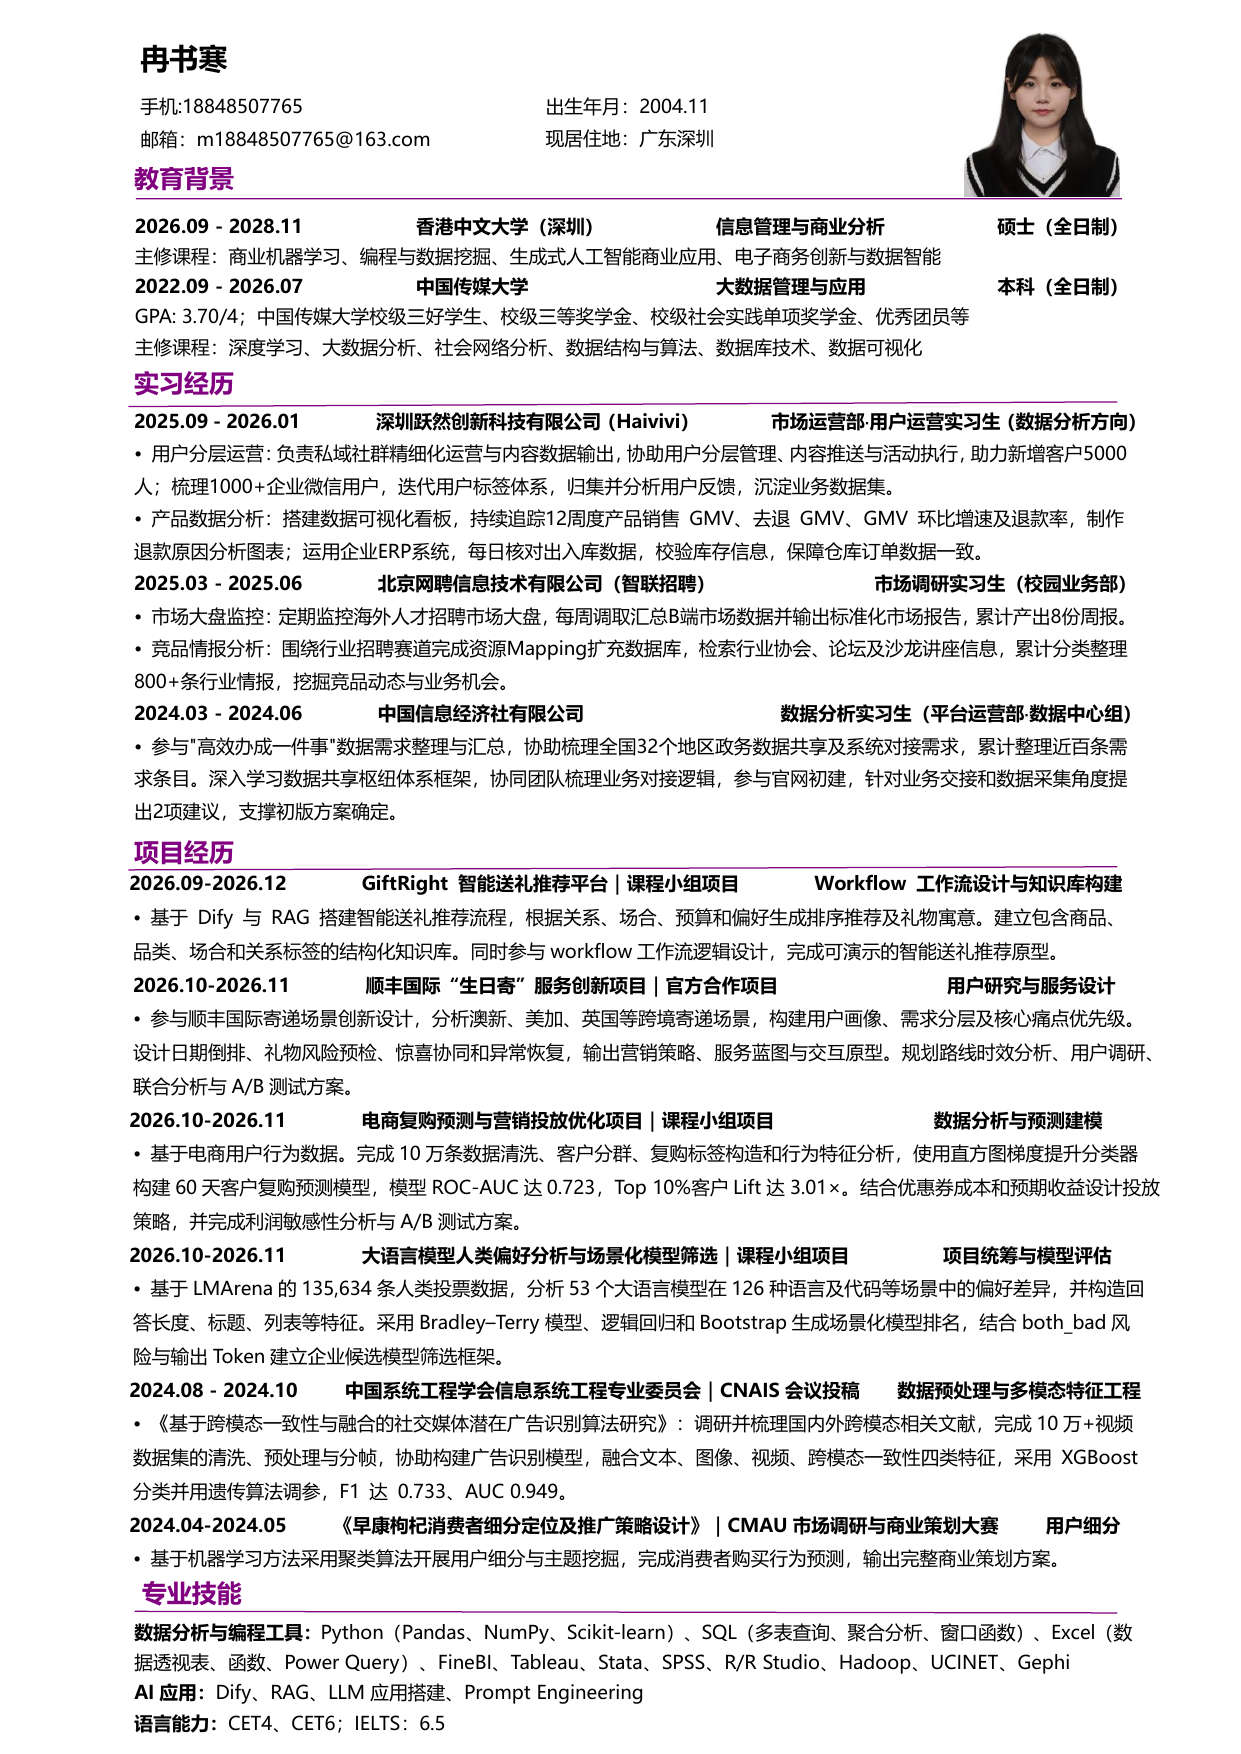 冉书寒
手机:18848507765 出生年月：2004.11
邮箱：m18848507765@163.com 现居住地：广东深圳
教育背景
2026.09 - 2028.11 香港中文大学（深圳） 信息管理与商业分析 硕士（全日制）
主修课程：商业机器学习、编程与数据挖掘、生成式人工智能商业应用、电子商务创新与数据智能
2022.09 - 2026.07 中国传媒大学 大数据管理与应用 本科（全日制）
GPA: 3.70/4；中国传媒大学校级三好学生、校级三等奖学金、校级社会实践单项奖学金、优秀团员等
主修课程：深度学习、大数据分析、社会网络分析、数据结构与算法、数据库技术、数据可视化
实习经历
2025.09 - 2026.01 深圳跃然创新科技有限公司（Haivivi） 市场运营部·用户运营实习生（数据分析方向）
• 用户分层运营：负责私域社群精细化运营与内容数据输出，协助用户分层管理、内容推送与活动执行，助力新增客户5000
人；梳理1000+企业微信用户，迭代用户标签体系，归集并分析用户反馈，沉淀业务数据集。
• 产品数据分析：搭建数据可视化看板，持续追踪12周度产品销售 GMV、去退 GMV、GMV 环比增速及退款率，制作
退款原因分析图表；运用企业ERP系统，每日核对出入库数据，校验库存信息，保障仓库订单数据一致。
2025.03 - 2025.06 北京网聘信息技术有限公司（智联招聘） 市场调研实习生（校园业务部）
• 市场大盘监控：定期监控海外人才招聘市场大盘，每周调取汇总B端市场数据并输出标准化市场报告，累计产出8份周报。
• 竞品情报分析：围绕行业招聘赛道完成资源Mapping扩充数据库，检索行业协会、论坛及沙龙讲座信息，累计分类整理
800+条行业情报，挖掘竞品动态与业务机会。
2024.03 - 2024.06 中国信息经济社有限公司 数据分析实习生（平台运营部·数据中心组）
• 参与"高效办成一件事"数据需求整理与汇总，协助梳理全国32个地区政务数据共享及系统对接需求，累计整理近百条需
求条目。深入学习数据共享枢纽体系框架，协同团队梳理业务对接逻辑，参与官网初建，针对业务交接和数据采集角度提
出2项建议，支撑初版方案确定。
项目经历
2026.09-2026.12 GiftRight 智能送礼推荐平台 | 课程小组项目 Workflow 工作流设计与知识库构建
• 基于 Dify 与 RAG 搭建智能送礼推荐流程，根据关系、场合、预算和偏好生成排序推荐及礼物寓意。建立包含商品、
品类、场合和关系标签的结构化知识库。同时参与 workflow 工作流逻辑设计，完成可演示的智能送礼推荐原型。
2026.10-2026.11 顺丰国际“生日寄”服务创新项目 | 官方合作项目 用户研究与服务设计
• 参与顺丰国际寄递场景创新设计，分析澳新、美加、英国等跨境寄递场景，构建用户画像、需求分层及核心痛点优先级。
设计日期倒排、礼物风险预检、惊喜协同和异常恢复，输出营销策略、服务蓝图与交互原型。规划路线时效分析、用户调研、
联合分析与 A/B 测试方案。
2026.10-2026.11 电商复购预测与营销投放优化项目 | 课程小组项目 数据分析与预测建模
• 基于电商用户行为数据。完成 10 万条数据清洗、客户分群、复购标签构造和行为特征分析，使用直方图梯度提升分类器
构建 60 天客户复购预测模型，模型 ROC-AUC 达 0.723，Top 10%客户 Lift 达 3.01×。结合优惠券成本和预期收益设计投放
策略，并完成利润敏感性分析与 A/B 测试方案。
2026.10-2026.11 大语言模型人类偏好分析与场景化模型筛选 | 课程小组项目 项目统筹与模型评估
• 基于 LMArena 的 135,634 条人类投票数据，分析 53 个大语言模型在 126 种语言及代码等场景中的偏好差异，并构造回
答长度、标题、列表等特征。采用 Bradley–Terry 模型、逻辑回归和 Bootstrap 生成场景化模型排名，结合 both_bad 风
险与输出 Token 建立企业候选模型筛选框架。
2024.08 - 2024.10 中国系统工程学会信息系统工程专业委员会 | CNAIS 会议投稿 数据预处理与多模态特征工程
• 《基于跨模态一致性与融合的社交媒体潜在广告识别算法研究》：调研并梳理国内外跨模态相关文献，完成 10 万+视频
数据集的清洗、预处理与分帧，协助构建广告识别模型，融合文本、图像、视频、跨模态一致性四类特征，采用 XGBoost
分类并用遗传算法调参，F1 达 0.733、AUC 0.949。
2024.04-2024.05 《早康枸杞消费者细分定位及推广策略设计》 | CMAU 市场调研与商业策划大赛 用户细分
• 基于机器学习方法采用聚类算法开展用户细分与主题挖掘，完成消费者购买行为预测，输出完整商业策划方案。
专业技能
数据分析与编程工具：Python（Pandas、NumPy、Scikit-learn）、SQL（多表查询、聚合分析、窗口函数）、Excel（数
据透视表、函数、Power Query）、FineBI、Tableau、Stata、SPSS、R/R Studio、Hadoop、UCINET、Gephi
AI 应用：Dify、RAG、LLM 应用搭建、Prompt Engineering
语言能力：CET4、CET6；IELTS：6.5